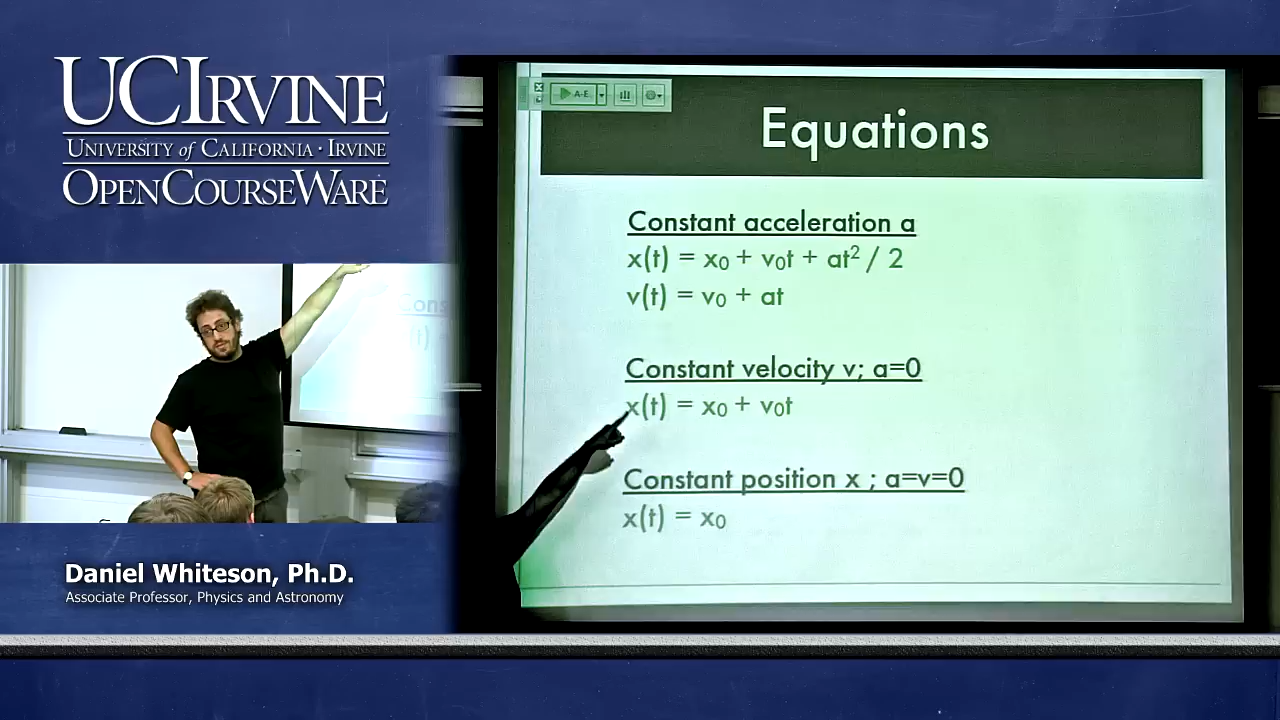 UCIRVINE
UNIVERSITY of CALIFORNIA · IRVINE
OPENCOURSEWARE
Daniel Whiteson, Ph.D.
Associate Professor, Physics and Astronomy
A-E
Equations
Constant acceleration a
x(t) = x₀ + v₀t + at² / 2
v(t) = v₀ + at
Constant velocity v; a=0
x(t) = x₀ + v₀t
Constant position x ; a=v=0
x(t) = x₀
Cons
(t) =